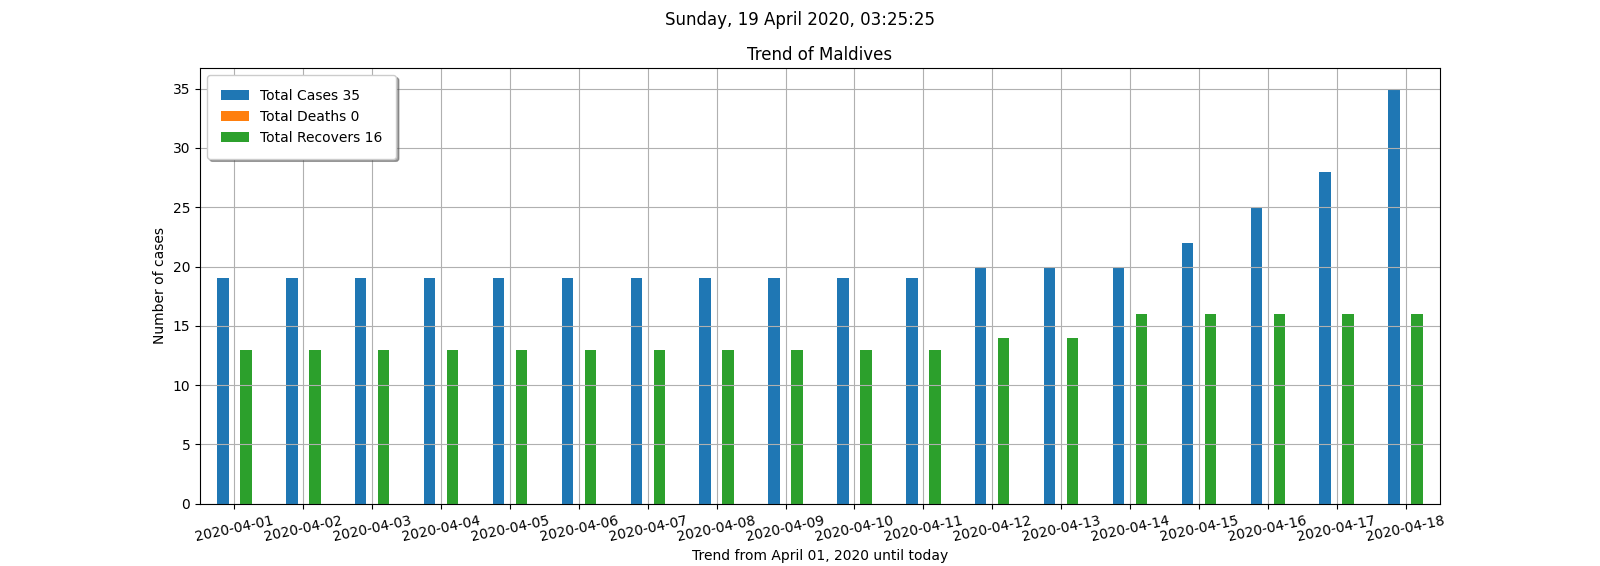 Sunday, 19 April 2020, 03:25:25
Trend of Maldives
Total Cases 35
Total Deaths 0
Total Recovers 16
Number of cases
35
30
25
20
15
10
5
0
2020-04-01 2020-04-02 2020-04-03 2020-04-04 2020-04-05 2020-04-06 2020-04-07 2020-04-08 2020-04-09 2020-04-10 2020-04-11 2020-04-12 2020-04-13 2020-04-14 2020-04-15 2020-04-16 2020-04-17 2020-04-18
Trend from April 01, 2020 until today